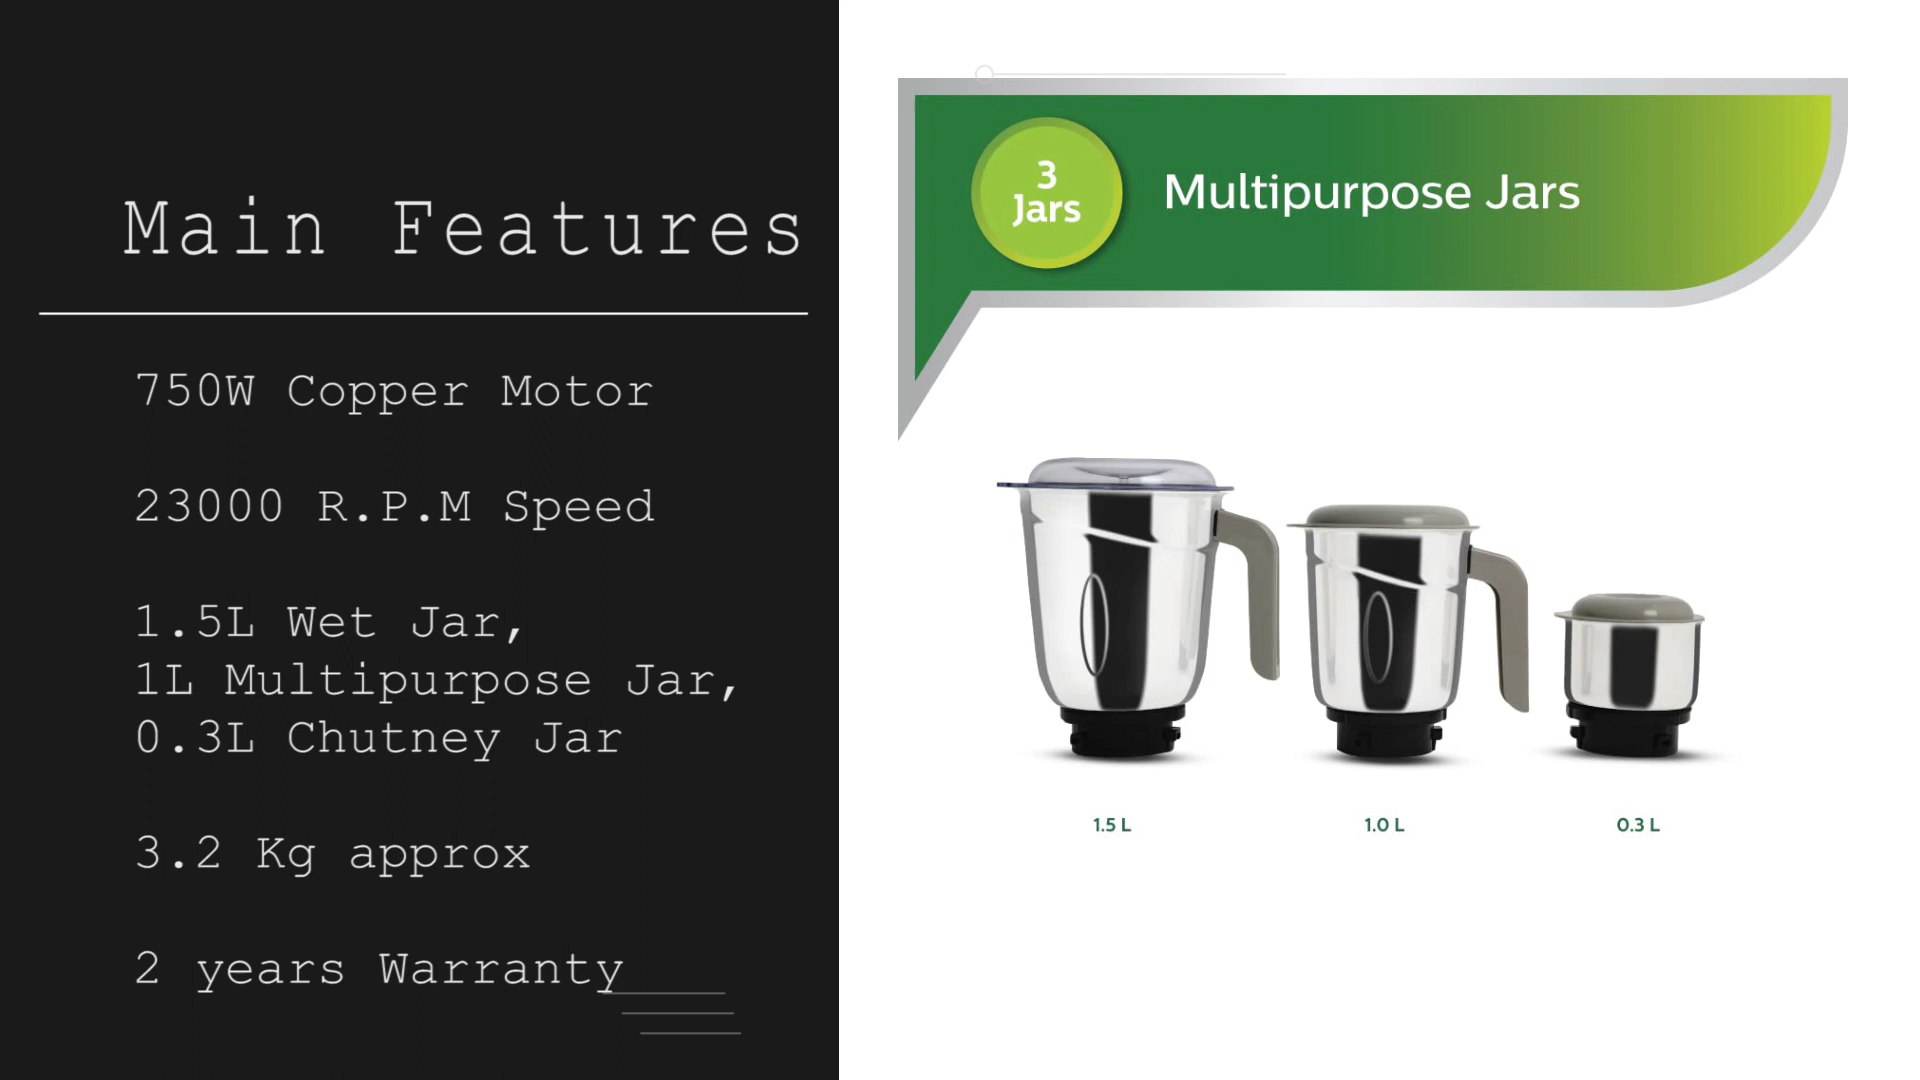 Main Features
750W Copper Motor
23000 R.P.M Speed
1.5L Wet Jar,
1L Multipurpose Jar,
0.3L Chutney Jar
3.2 Kg approx
2 years Warranty
3
Jars
Multipurpose Jars
1.5 L
1.0 L
0.3 L